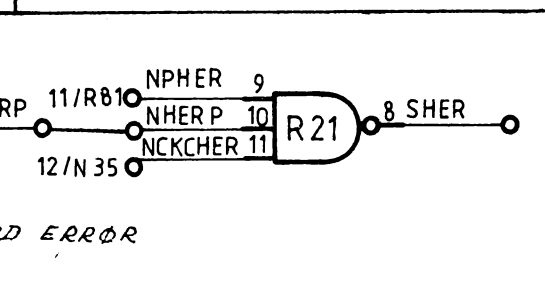 NPHER 9
11/R81
RP NHERP 10 R21 8 SHER
NCKCHER 11
12/N35
D ERRØR